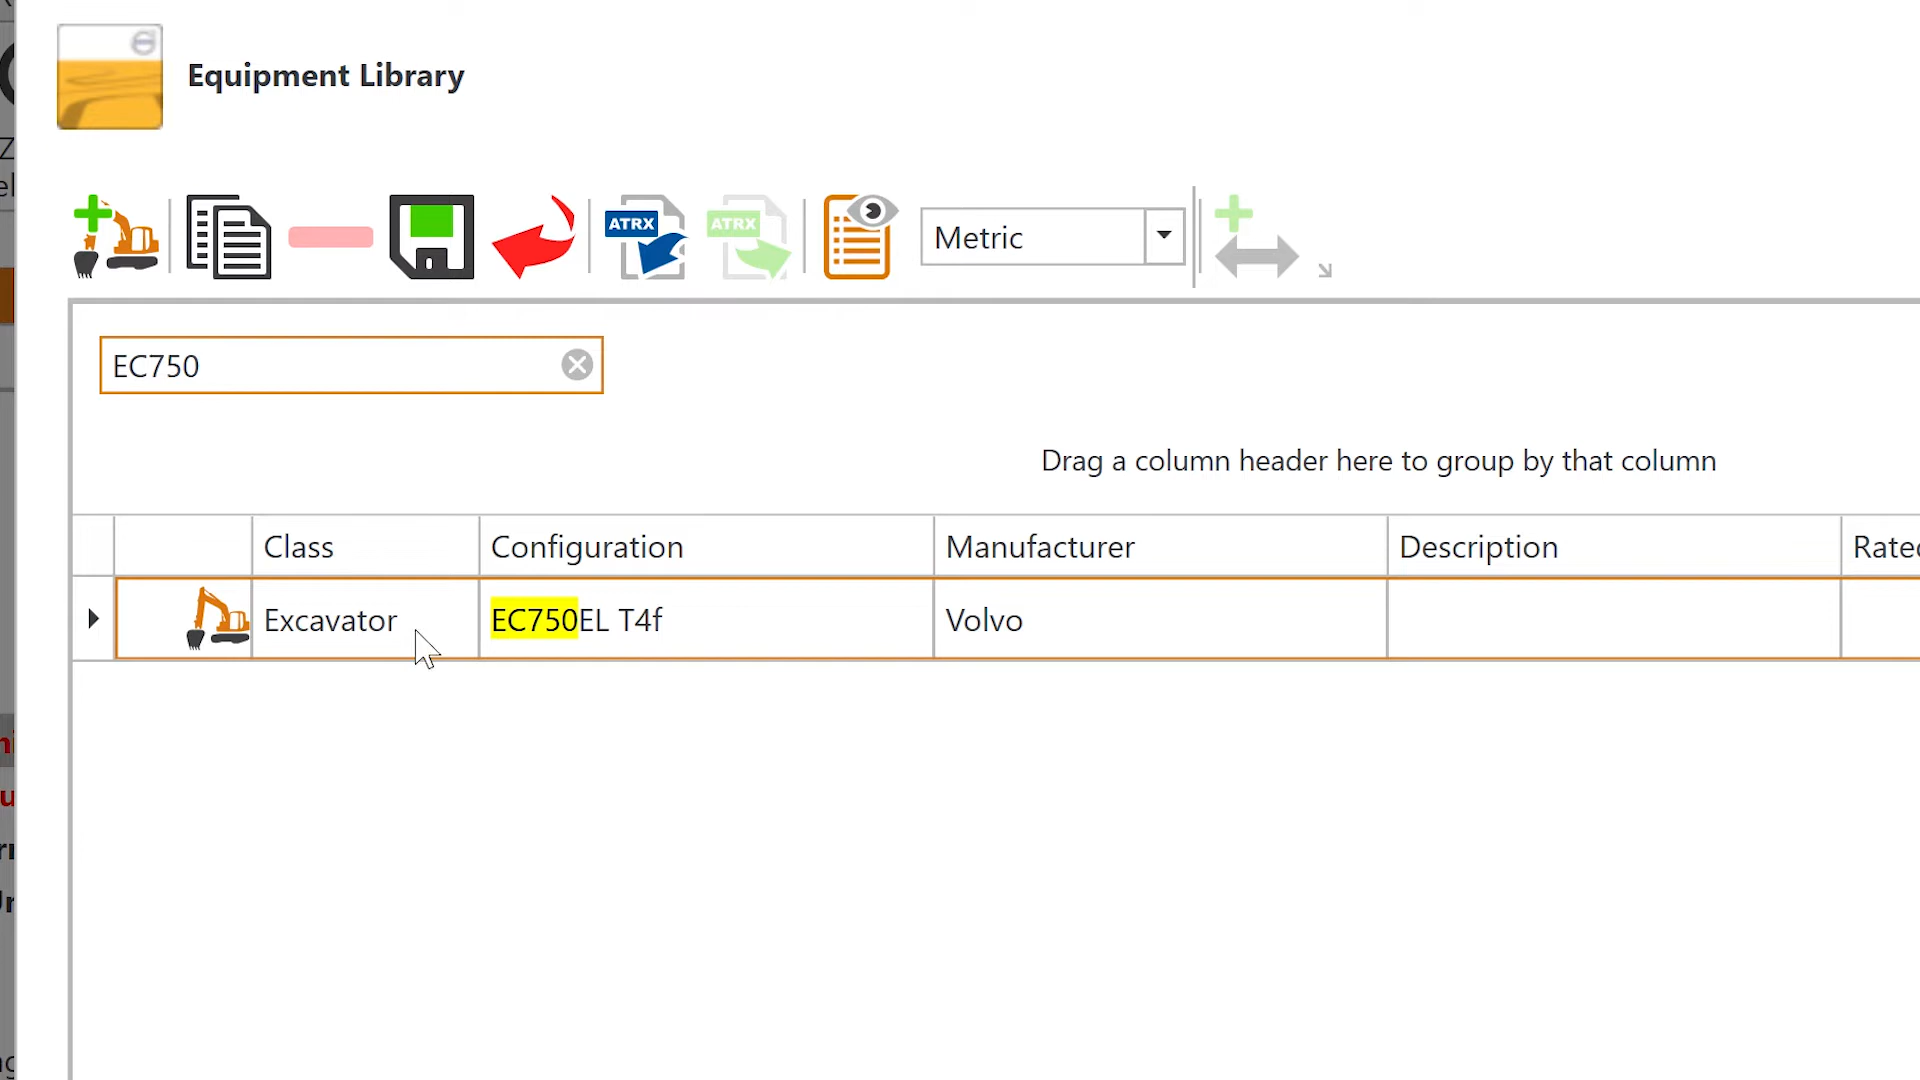 Equipment Library
ATRX
ATRX
Metric
EC750
Drag a column header here to group by that column
Class Configuration Manufacturer Description
Excavator EC750EL T4f Volvo